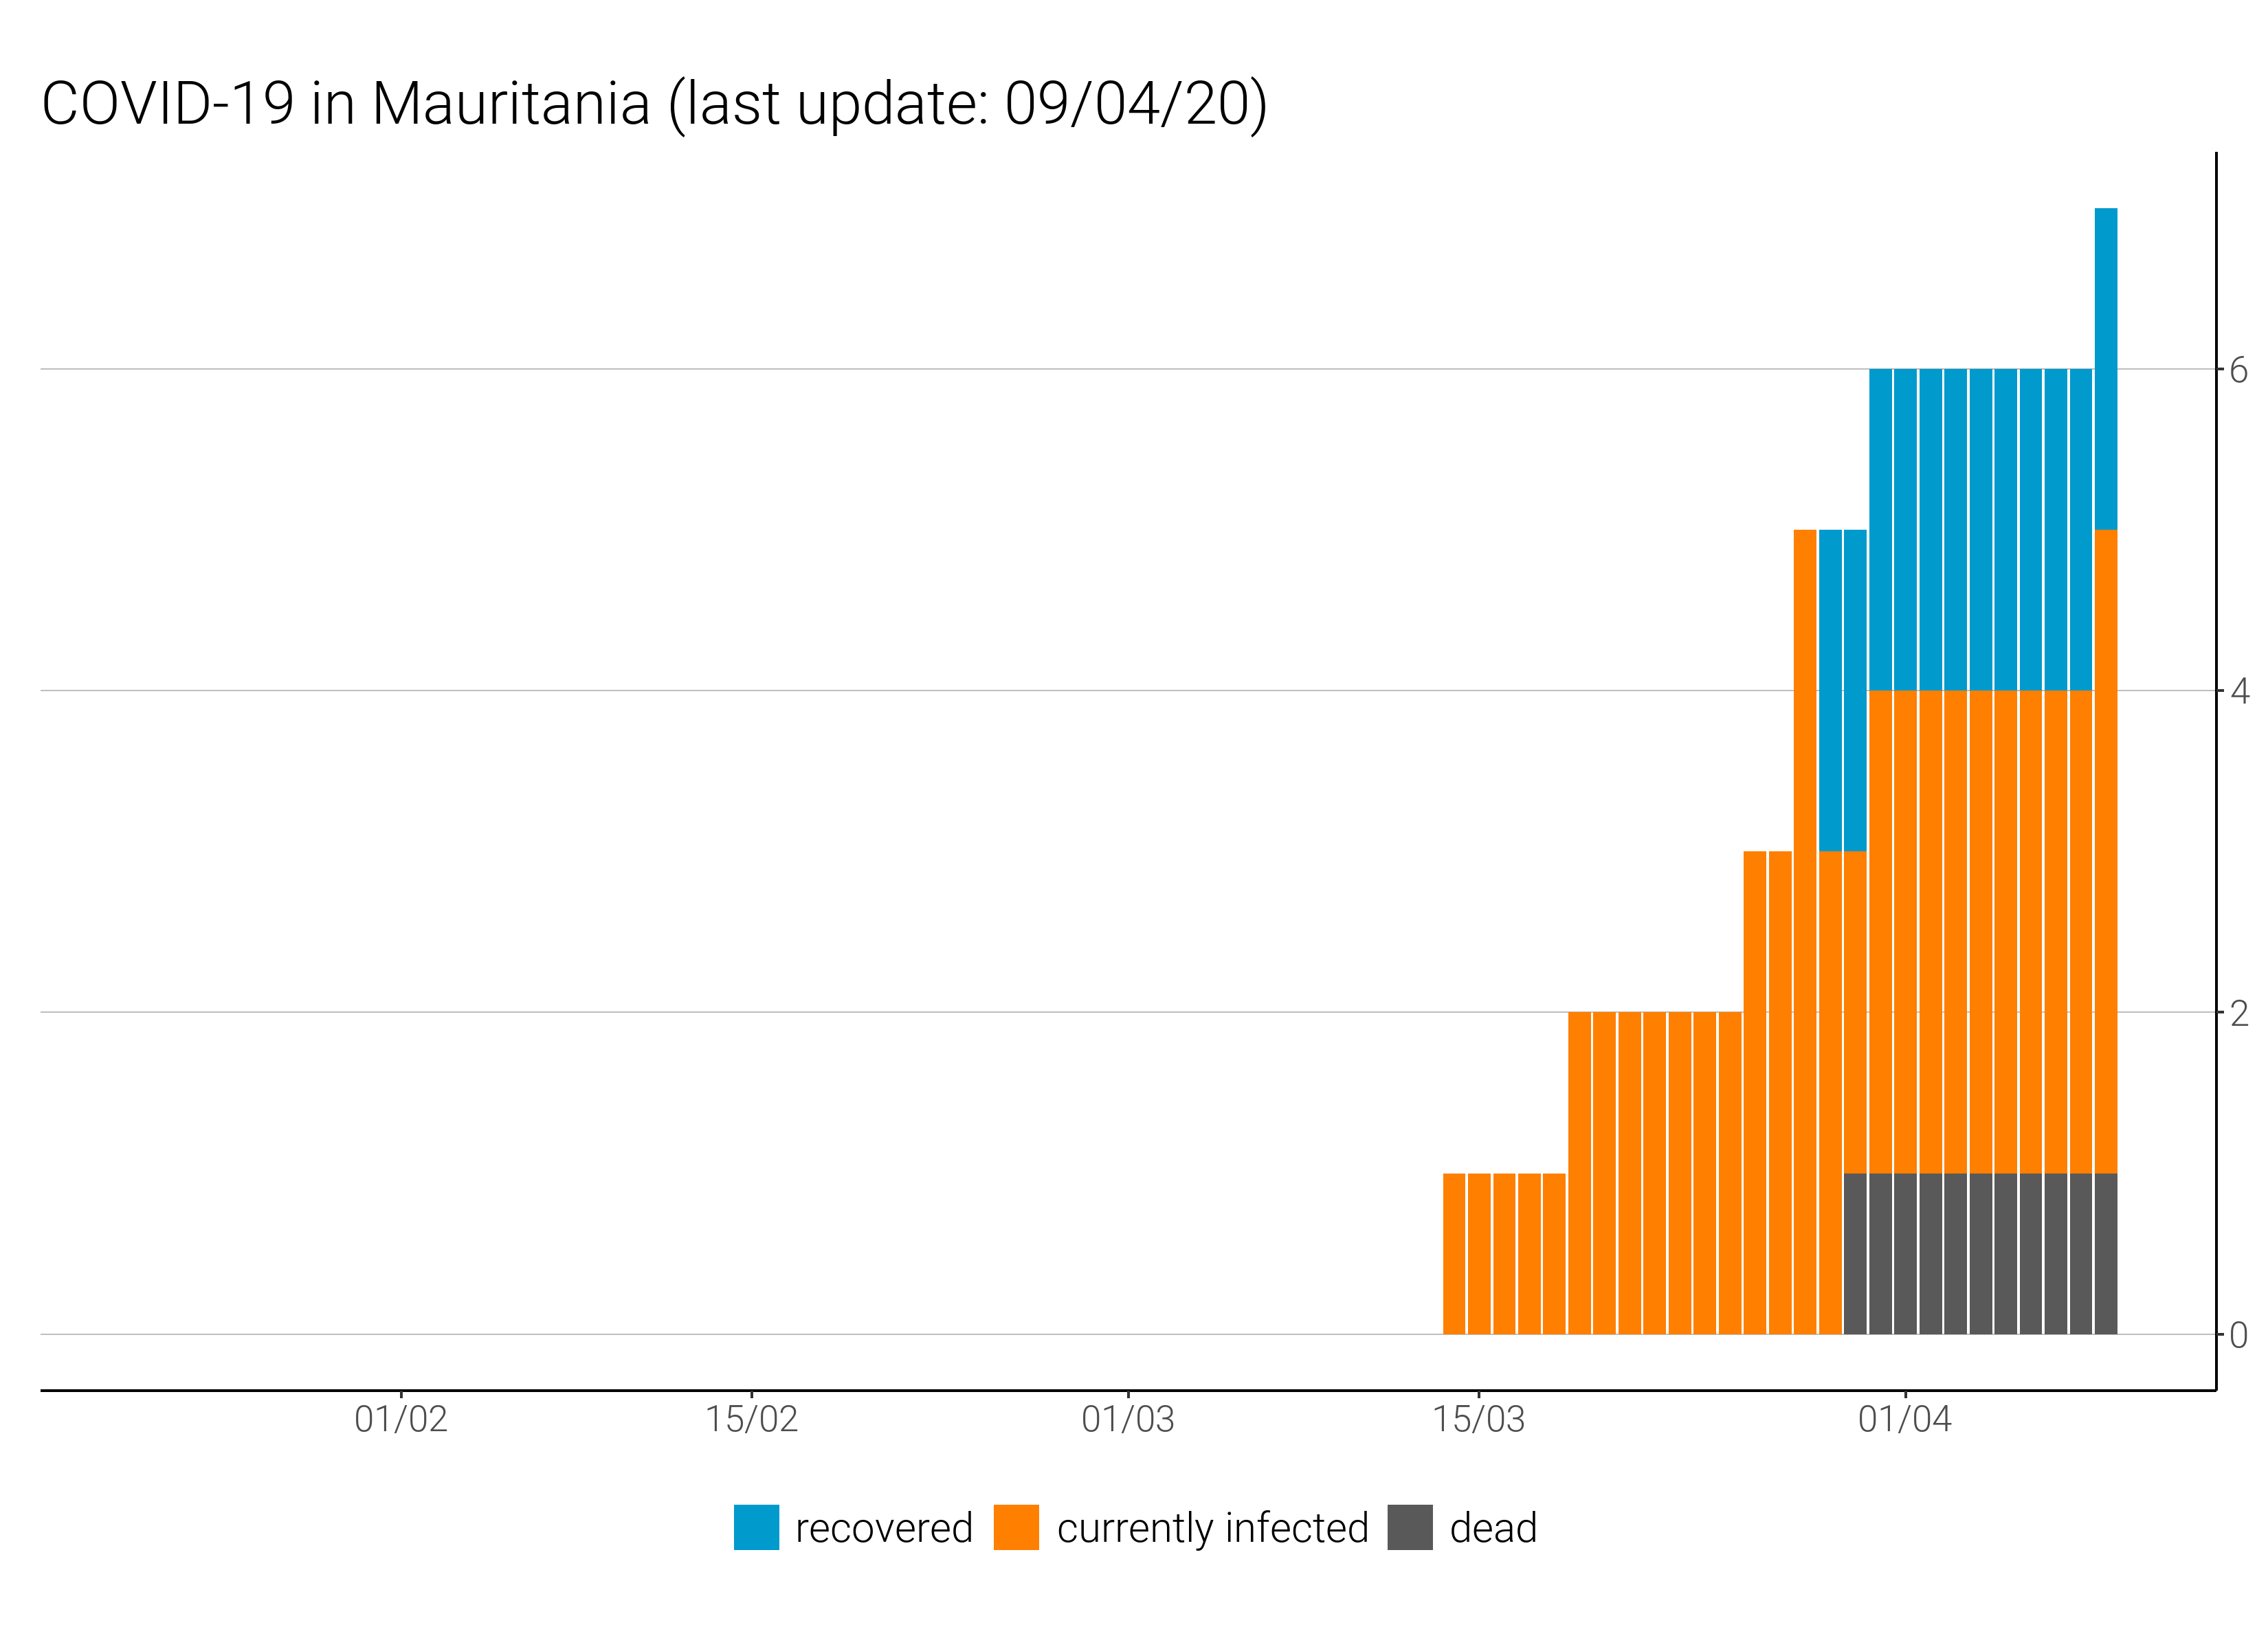 COVID-19 in Mauritania (last update: 09/04/20)
6
4
2
0
01/02 15/02 01/03 15/03 01/04
recovered currently infected dead